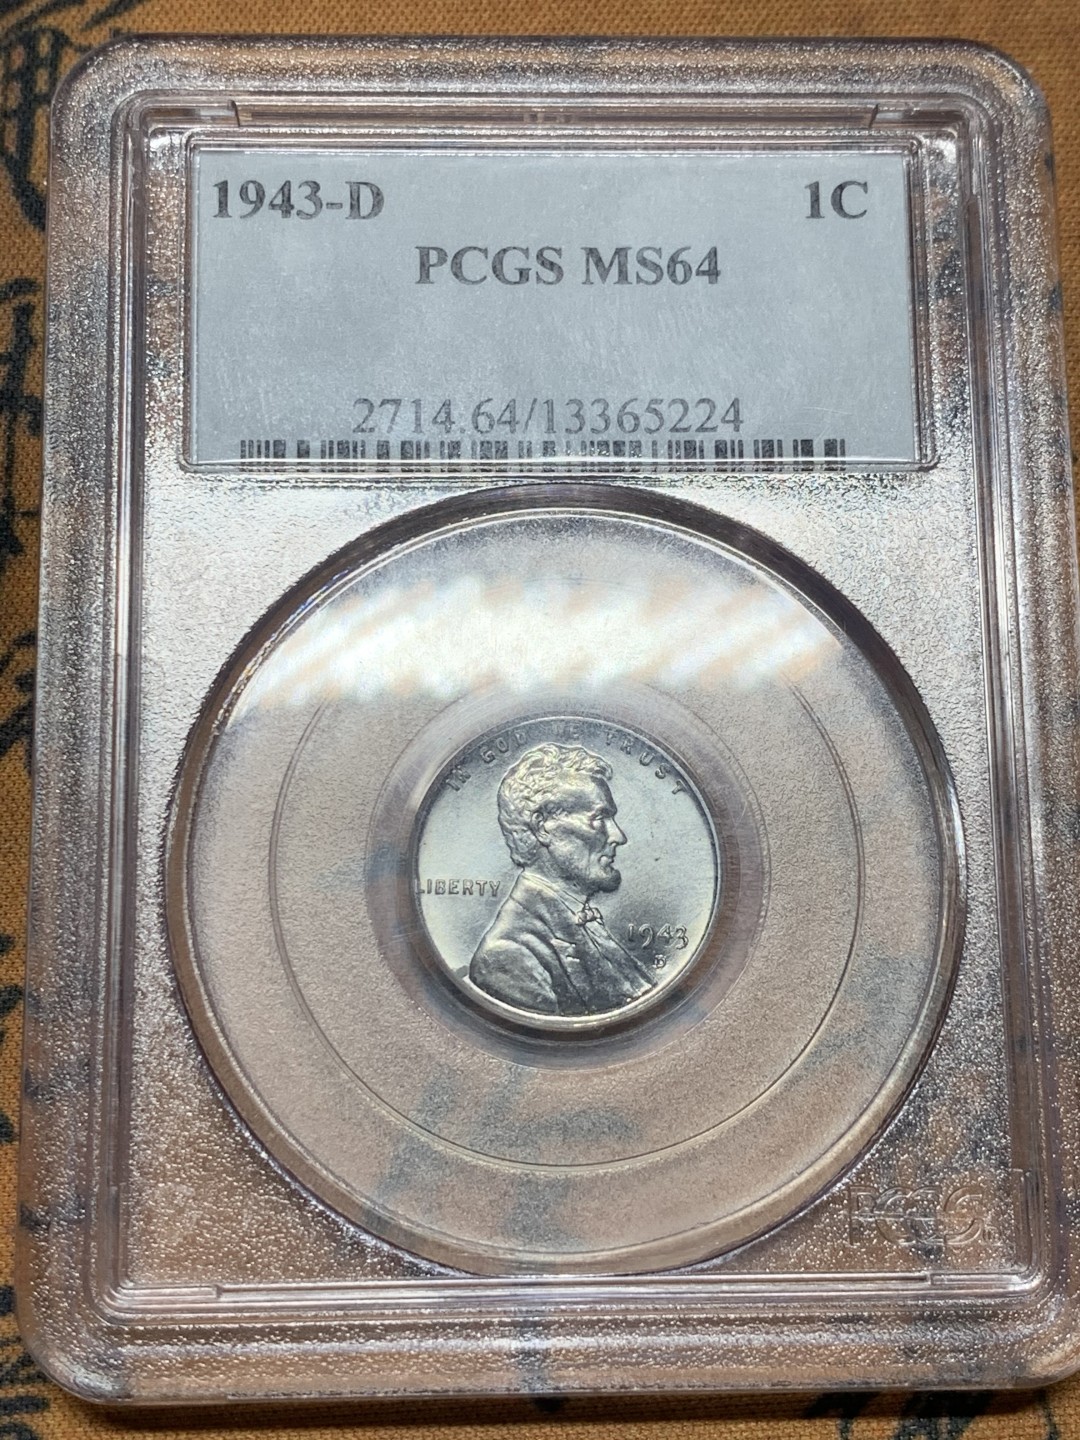 1943-D 1C
PCGS MS64
2714.64/13365224
IN GOD WE TRUST
LIBERTY
1943
D
PCGS